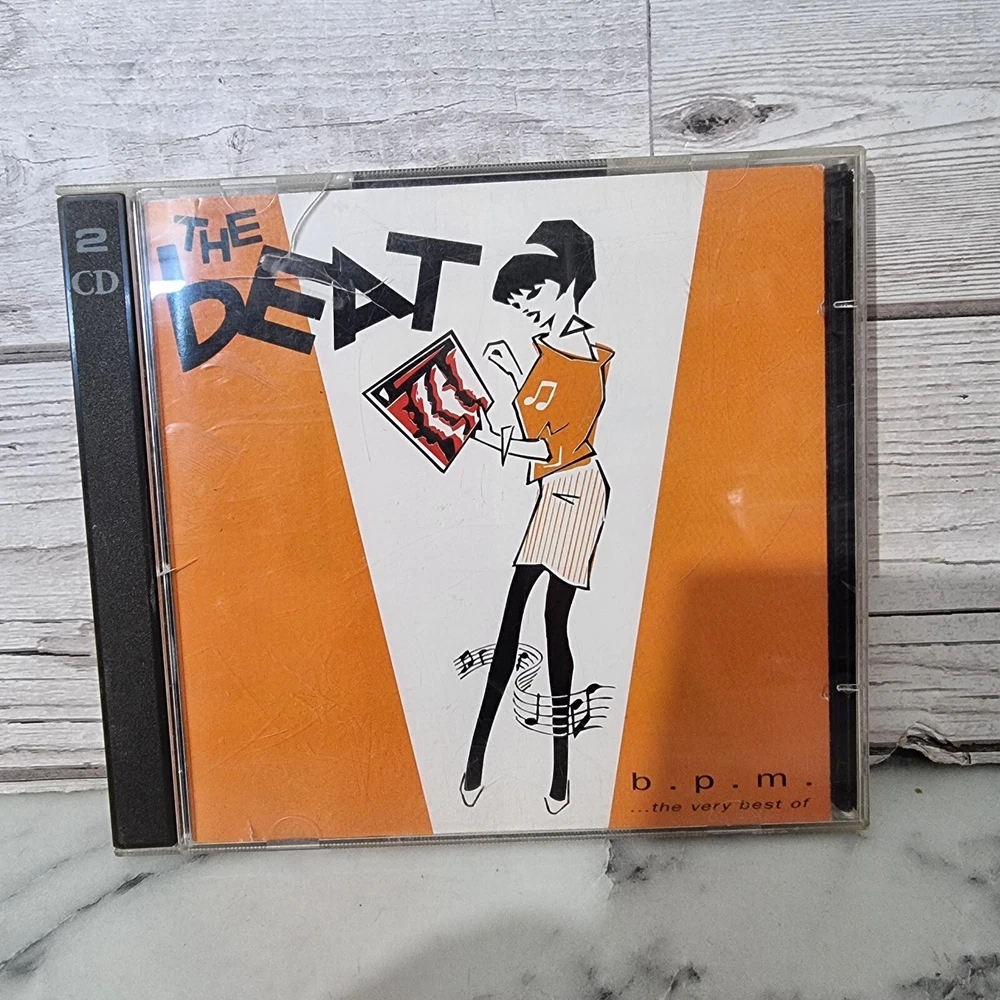 2
CD
THE
BEAT
b.p.m.
...the very best of